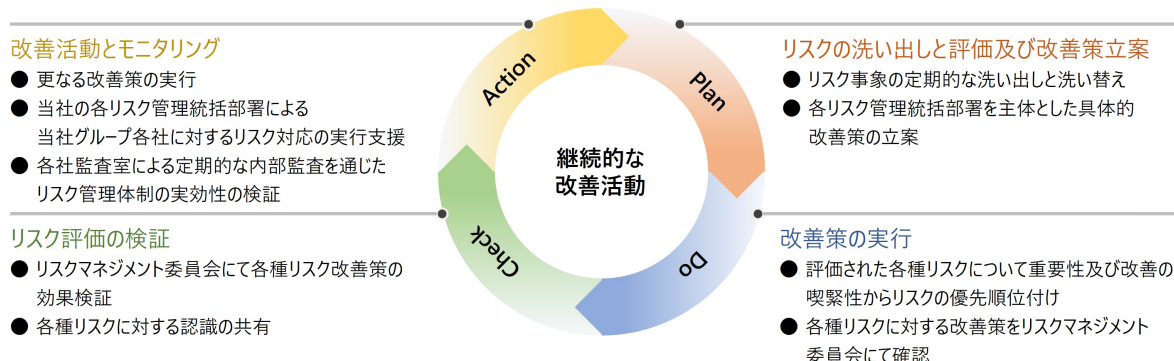 改善活動とモニタリング
● 更なる改善策の実行
● 当社の各リスク管理統括部署による
当社グループ各社に対するリスク対応の実行支援
● 各社監査室による定期的な内部監査を通じた
リスク管理体制の実効性の検証
リスクの洗い出しと評価及び改善策立案
● リスク事象の定期的な洗い出しと洗い替え
● 各リスク管理統括部署を主体とした具体的
改善策の立案
Action
Plan
継続的な
改善活動
Check
Do
リスク評価の検証
● リスクマネジメント委員会にて各種リスク改善策の
効果検証
● 各種リスクに対する認識の共有
改善策の実行
● 評価された各種リスクについて重要性及び改善の
喫緊性からリスクの優先順位付け
● 各種リスクに対する改善策をリスクマネジメント
委員会にて確認